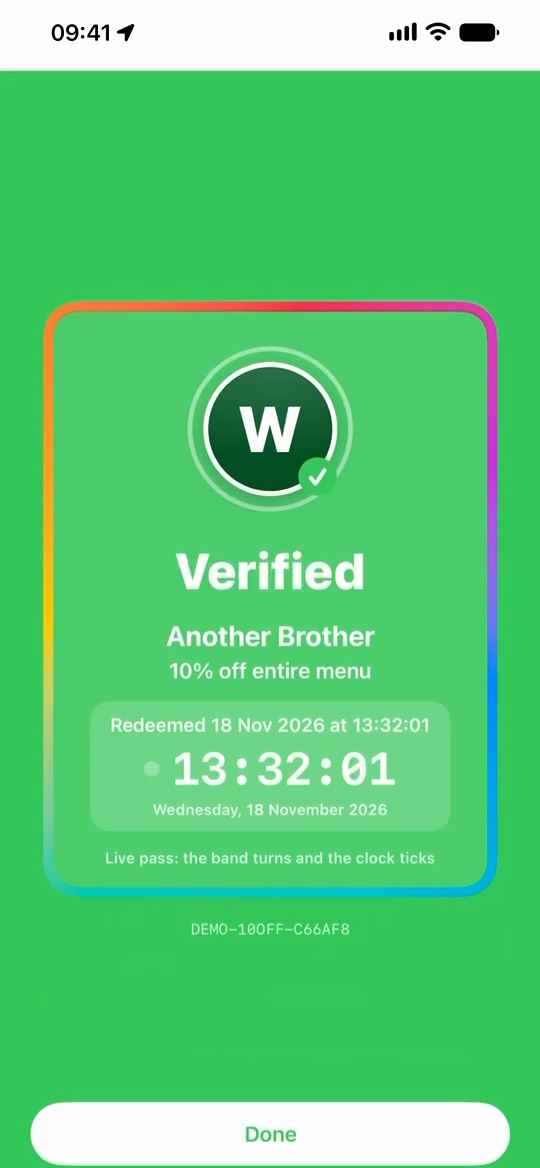 09:41
W
Verified
Another Brother
10% off entire menu
Redeemed 18 Nov 2026 at 13:32:01
13:32:01
Wednesday, 18 November 2026
Live pass: the band turns and the clock ticks
DEMO-10OFF-C66AF8
Done